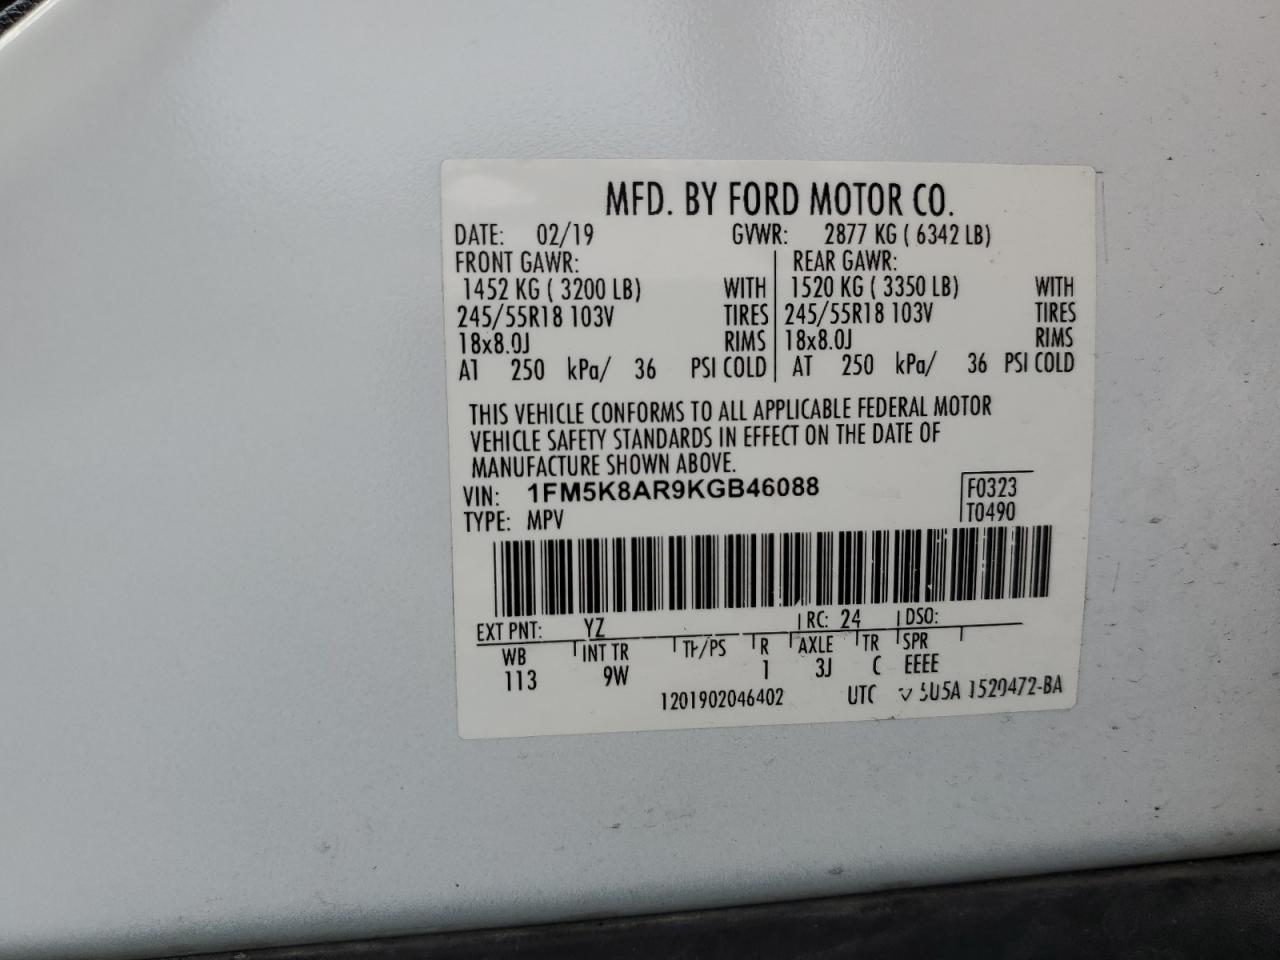 MFD. BY FORD MOTOR CO.
DATE: 02/19 GVWR: 2877 KG ( 6342 LB)
FRONT GAWR: REAR GAWR:
1452 KG ( 3200 LB) WITH 1520 KG ( 3350 LB) WITH
245/55R18 103V TIRES 245/55R18 103V TIRES
18x8.0J RIMS 18x8.0J RIMS
AT 250 kPa/ 36 PSI COLD AT 250 kPa/ 36 PSI COLD
THIS VEHICLE CONFORMS TO ALL APPLICABLE FEDERAL MOTOR
VEHICLE SAFETY STANDARDS IN EFFECT ON THE DATE OF
MANUFACTURE SHOWN ABOVE.
VIN: 1FM5K8AR9KGB46088 F0323
TYPE: MPV T0490
EXT PNT: YZ RC: 24 DSO:
WB INT TR TP/PS R AXLE TR SPR
113 9W 1 3J C EEEE
1201902046402 UTC